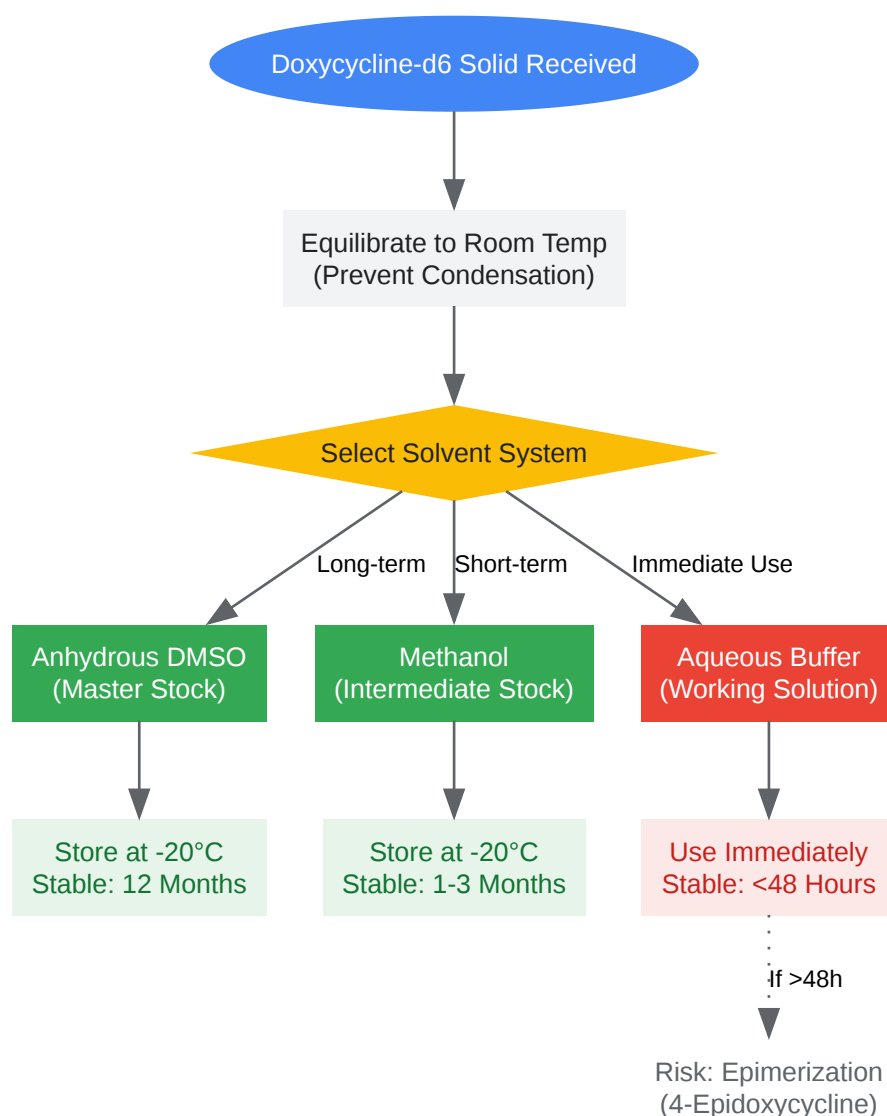 Doxycycline-d6 Solid Received
Equilibrate to Room Temp
(Prevent Condensation)
Select Solvent System
Long-term
Short-term
Immediate Use
Anhydrous DMSO
(Master Stock)
Methanol
(Intermediate Stock)
Aqueous Buffer
(Working Solution)
Store at -20°C
Stable: 12 Months
Store at -20°C
Stable: 1-3 Months
Use Immediately
Stable: <48 Hours
If >48h
Risk: Epimerization
(4-Epidoxycycline)